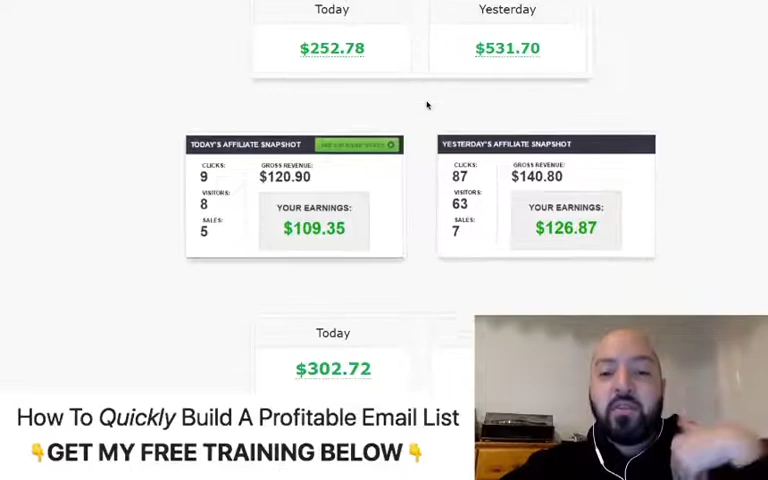 Today Yesterday
$252.78 $531.70
TODAY'S AFFILIATE SNAPSHOT
CLICKS: GROSS REVENUE:
9 $120.90
VISITORS:
8 YOUR EARNINGS:
SALES: $109.35
5
YESTERDAY'S AFFILIATE SNAPSHOT
CLICKS: GROSS REVENUE:
87 $140.80
VISITORS:
63 YOUR EARNINGS:
SALES: $126.87
7
Today
$302.72
How To Quickly Build A Profitable Email List
👇GET MY FREE TRAINING BELOW👇